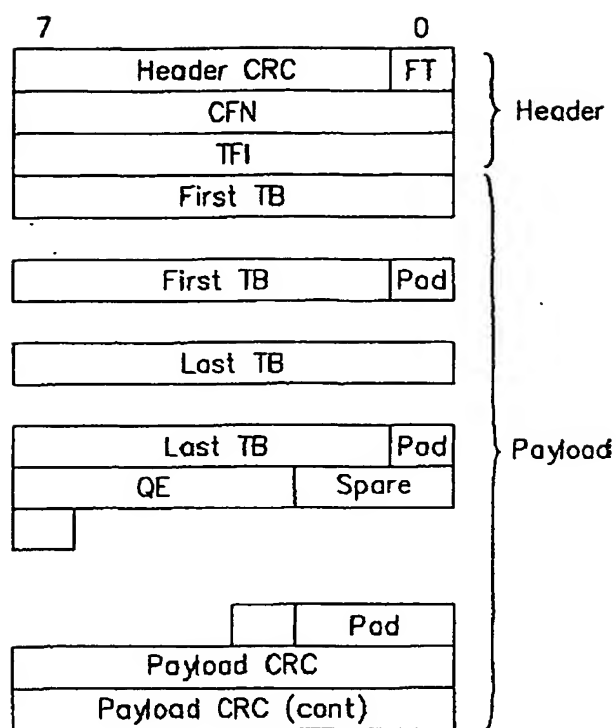 7 0
Header CRC FT
CFN
TFI
First TB
Header
First TB Pad
Last TB
Last TB Pad
QE Spare
Payload
Pad
Payload CRC
Payload CRC (cont)